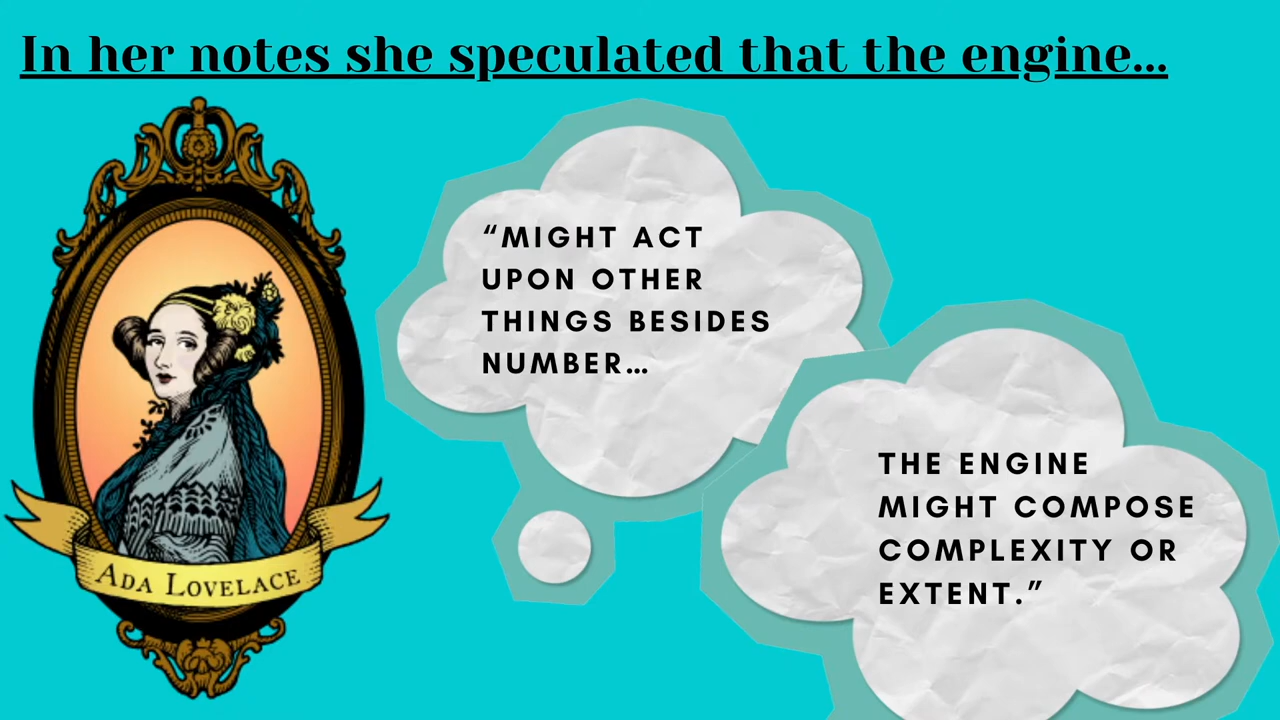 In her notes she speculated that the engine...
“MIGHT ACT
UPON OTHER
THINGS BESIDES
NUMBER...
THE ENGINE
MIGHT COMPOSE
COMPLEXITY OR
EXTENT.”
ADA LOVELACE